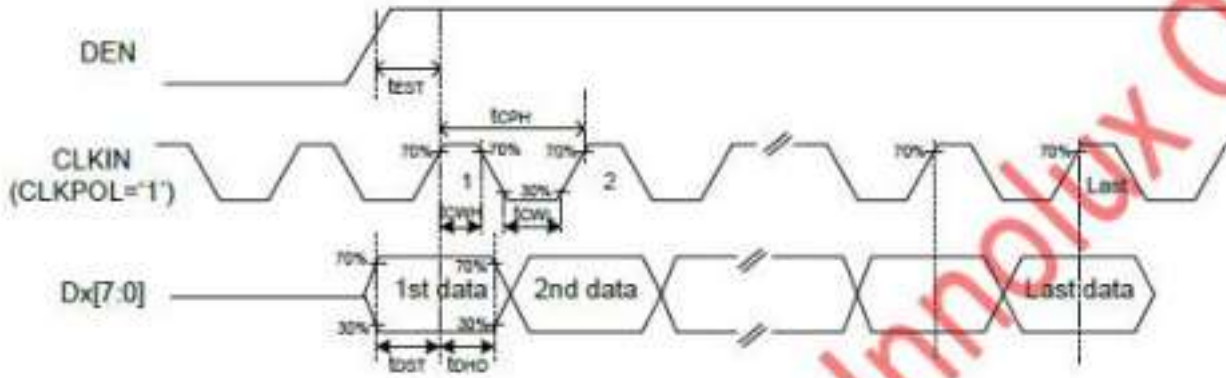 DEN
tEST
tCPH
CLKIN
(CLKPOL='1')
70%
70%
70%
70%
70%
1
2
Last
30%
tCWH
tCWL
Dx[7:0]
70%
70%
1st data
2nd data
Last data
30%
30%
tDST
tDHD
Innolux